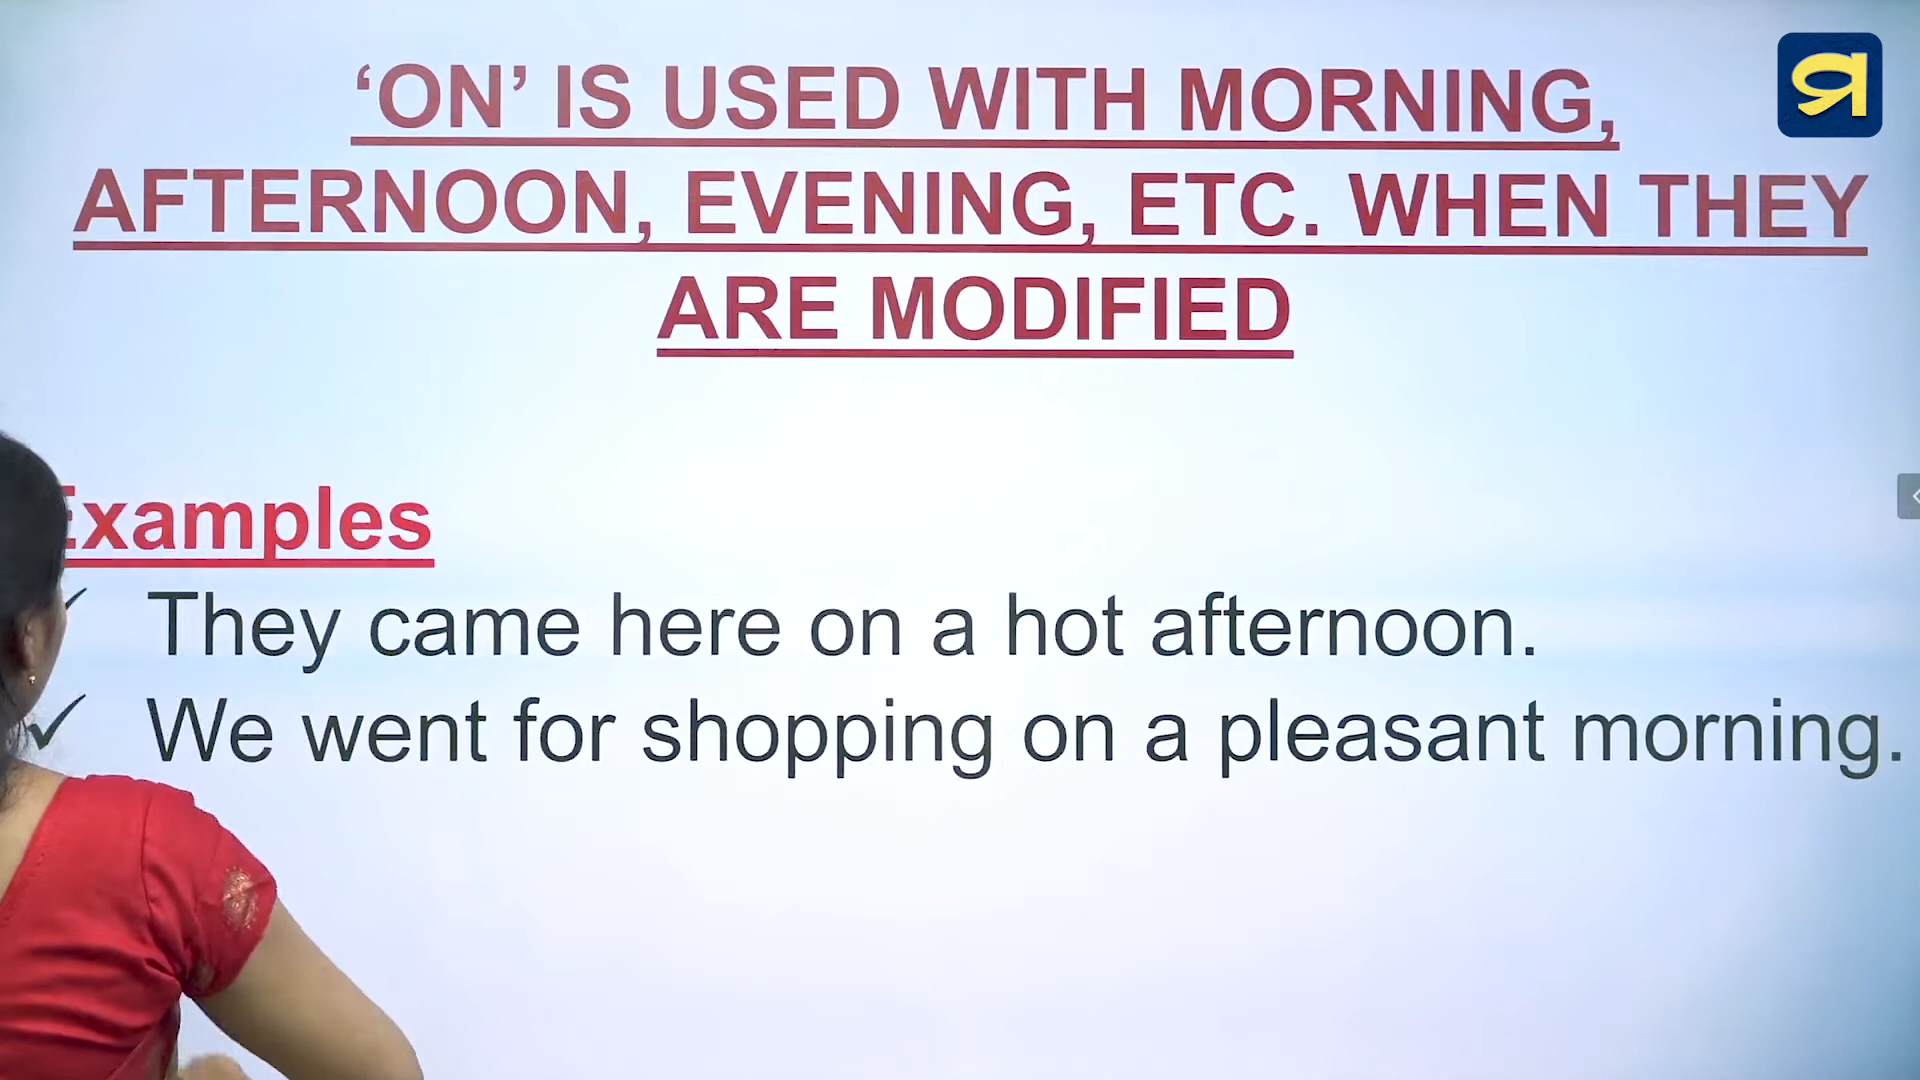 ‘ON’ IS USED WITH MORNING,
AFTERNOON, EVENING, ETC. WHEN THEY
ARE MODIFIED
Examples
They came here on a hot afternoon.
We went for shopping on a pleasant morning.